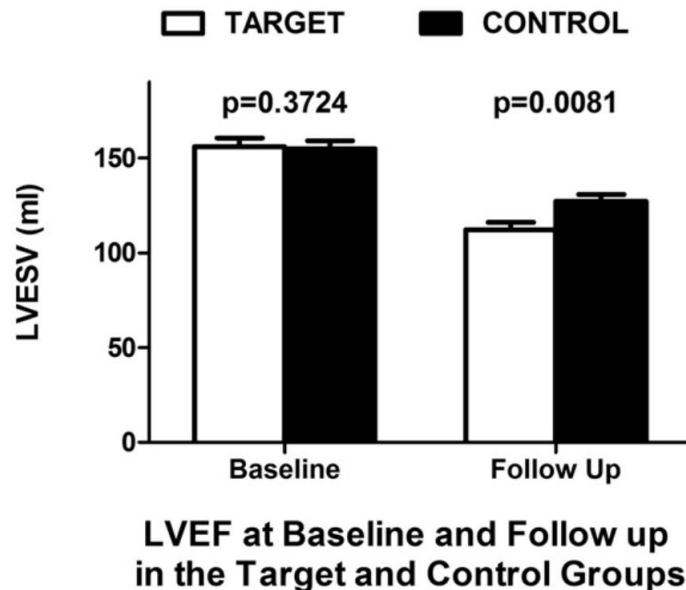 TARGET CONTROL
p=0.3724 p=0.0081
150
100
50
0
LVESV (ml)
Baseline Follow Up
LVEF at Baseline and Follow up
in the Target and Control Groups